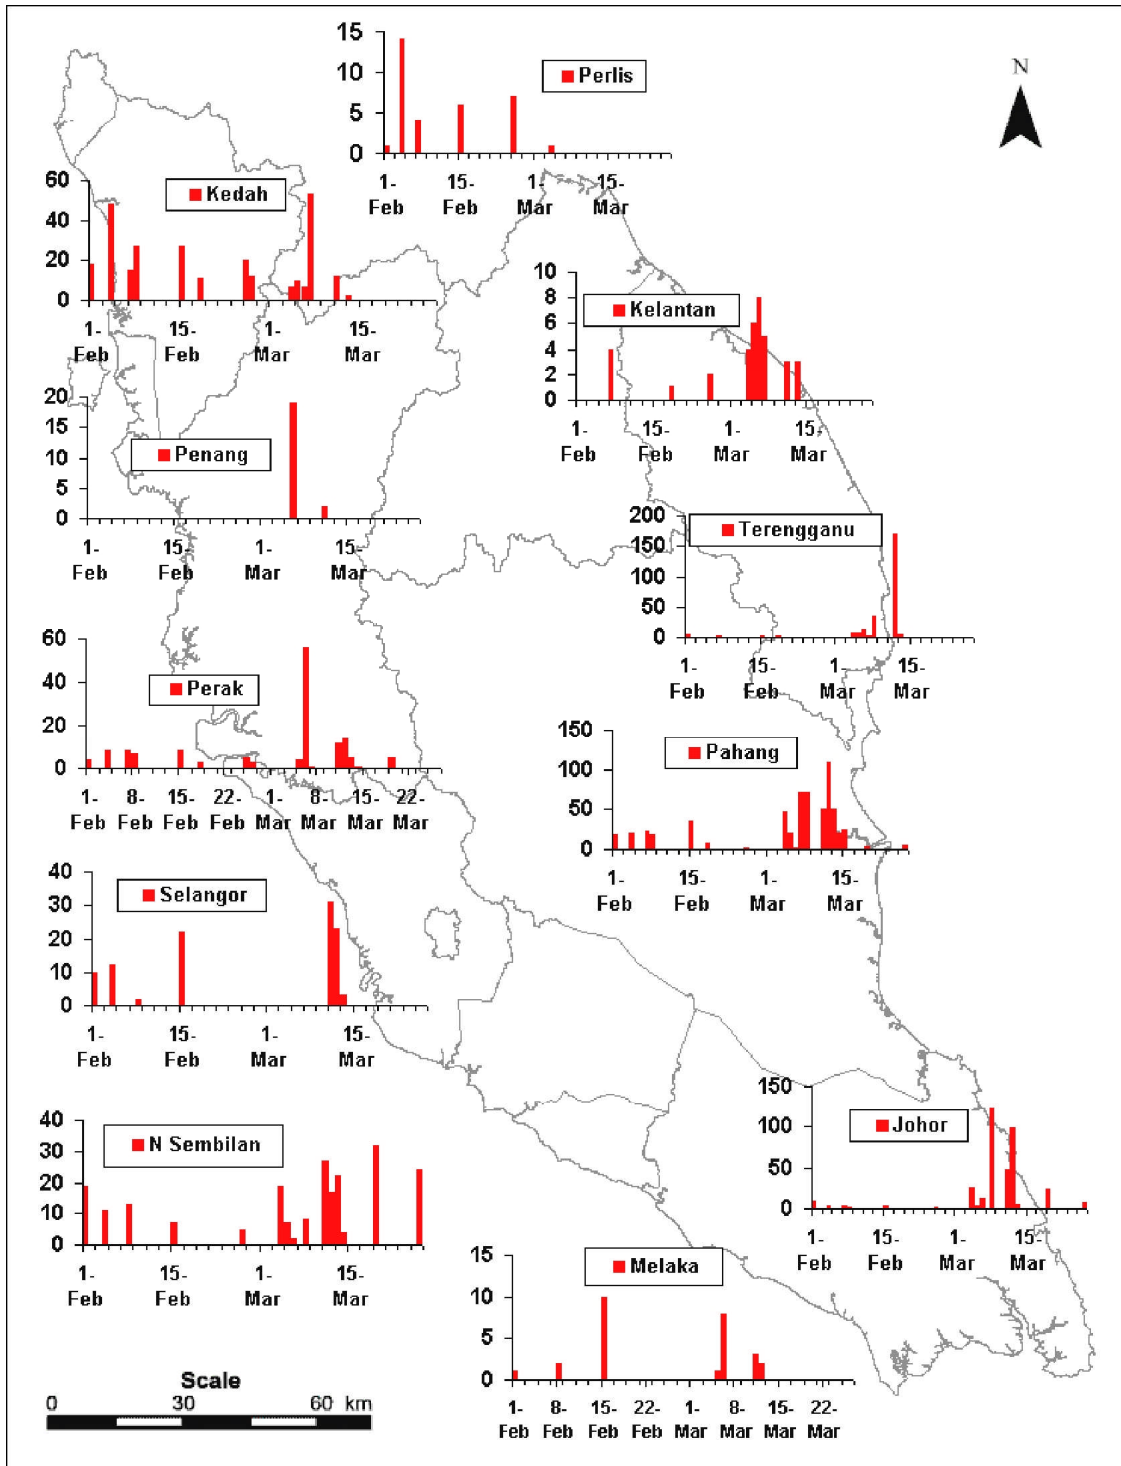 15
10
5
0
Perlis
1- 15- 1- 15-
Feb Feb Mar Mar
N
60
40
20
0
Kedah
1- 15- 1- 15-
Feb Feb Mar Mar
10
8
6
4
2
0
Kelantan
1- 15- 1- 15-
Feb Feb Mar Mar
20
15
10
5
0
Penang
1- 15- 1- 15-
Feb Feb Mar Mar
200
150
100
50
0
Terengganu
1- 15- 1- 15-
Feb Feb Mar Mar
60
40
20
0
Perak
1- 8- 15- 22- 1- 8- 15- 22-
Feb Feb Feb Feb Mar Mar Mar Mar
150
100
50
0
Pahang
1- 15- 1- 15-
Feb Feb Mar Mar
40
30
20
10
0
Selangor
1- 15- 1- 15-
Feb Feb Mar Mar
150
100
50
0
Johor
1- 15- 1- 15-
Feb Feb Mar Mar
40
30
20
10
0
N Sembilan
1- 15- 1- 15-
Feb Feb Mar Mar
15
10
5
0
Melaka
1- 8- 15- 22- 1- 8- 15- 22-
Feb Feb Feb Feb Mar Mar Mar Mar
Scale
0 30 60 km